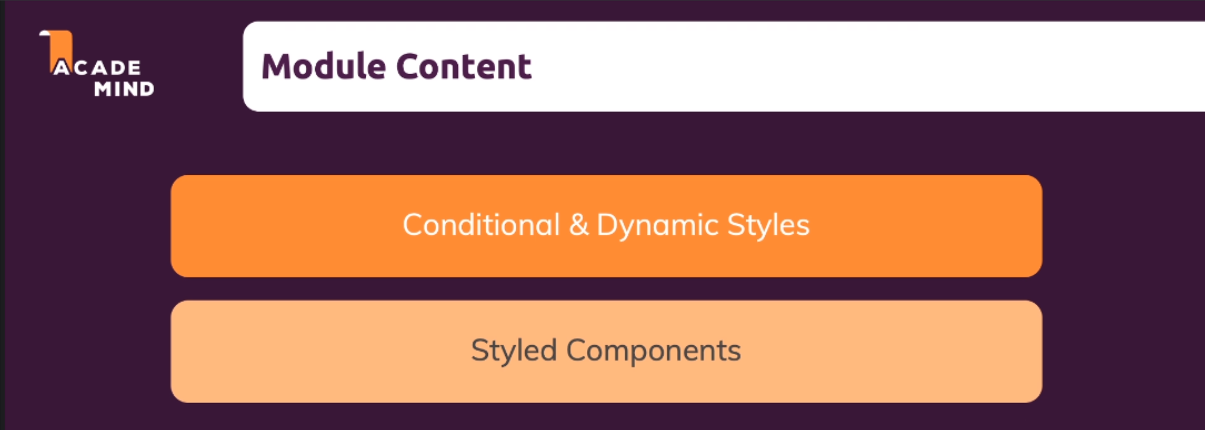 ACADE
MIND
Module Content
Conditional & Dynamic Styles
Styled Components